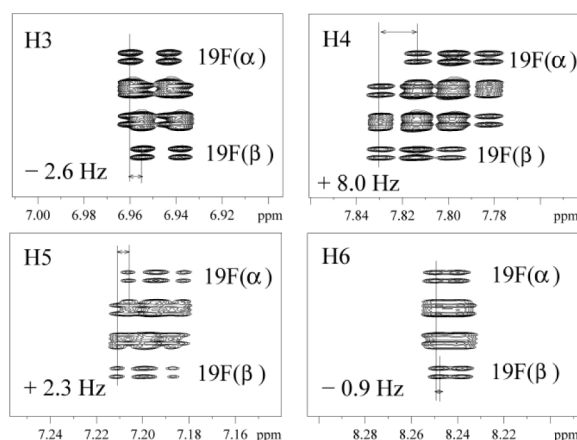 H3
19F(α)
19F(β)
− 2.6 Hz
7.00 6.98 6.96 6.94 6.92 ppm
H4
19F(α)
19F(β)
+ 8.0 Hz
7.84 7.82 7.80 7.78 ppm
H5
19F(α)
19F(β)
+ 2.3 Hz
7.24 7.22 7.20 7.18 7.16 ppm
H6
19F(α)
19F(β)
− 0.9 Hz
8.28 8.26 8.24 8.22 ppm